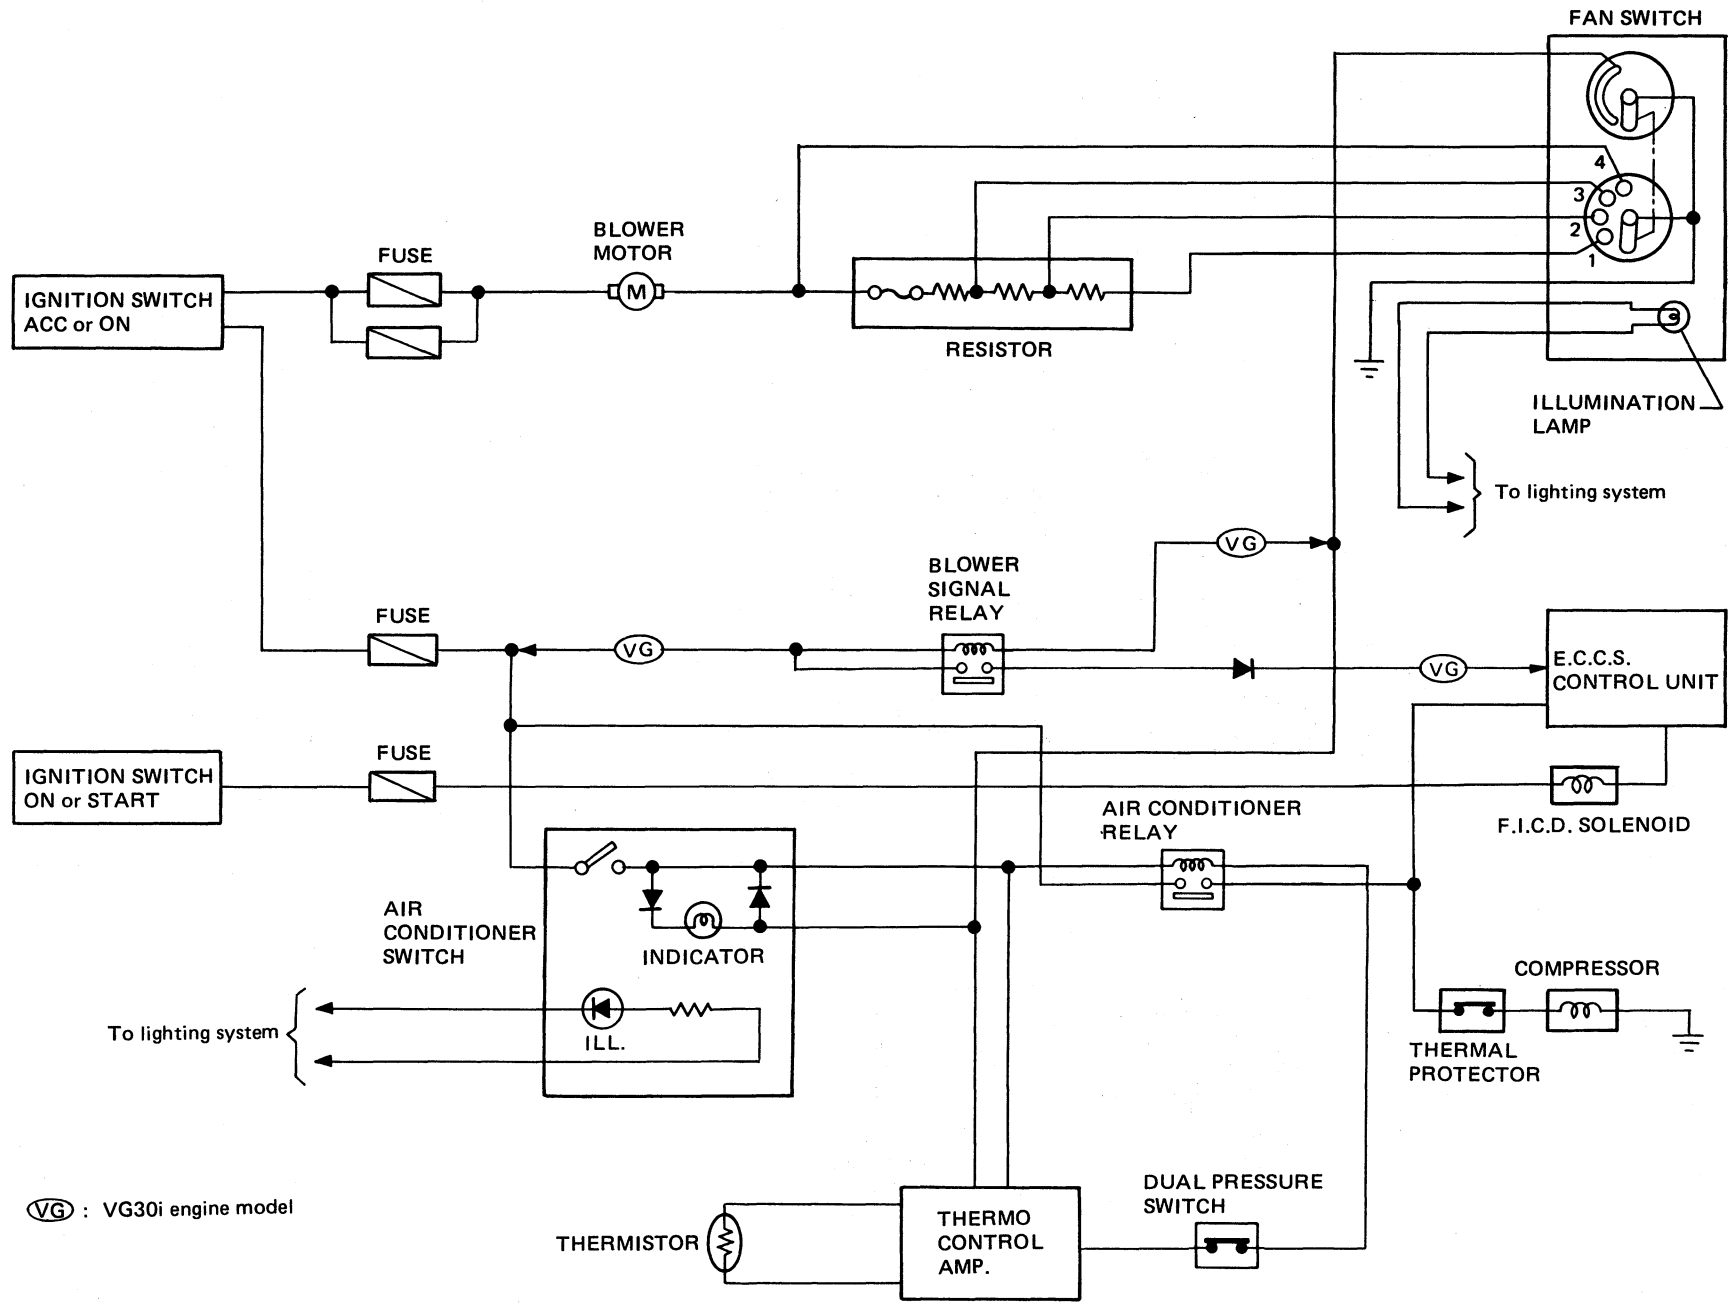 FAN SWITCH
4
3
2
1
BLOWER
MOTOR
M
FUSE
IGNITION SWITCH
ACC or ON
RESISTOR
ILLUMINATION
LAMP
To lighting system
VG
BLOWER
SIGNAL
RELAY
FUSE
VG
VG
E.C.C.S.
CONTROL UNIT
FUSE
IGNITION SWITCH
ON or START
AIR CONDITIONER
RELAY
F.I.C.D. SOLENOID
AIR
CONDITIONER
SWITCH
INDICATOR
COMPRESSOR
To lighting system
ILL.
THERMAL
PROTECTOR
DUAL PRESSURE
SWITCH
VG : VG30i engine model
THERMISTOR
THERMO
CONTROL
AMP.